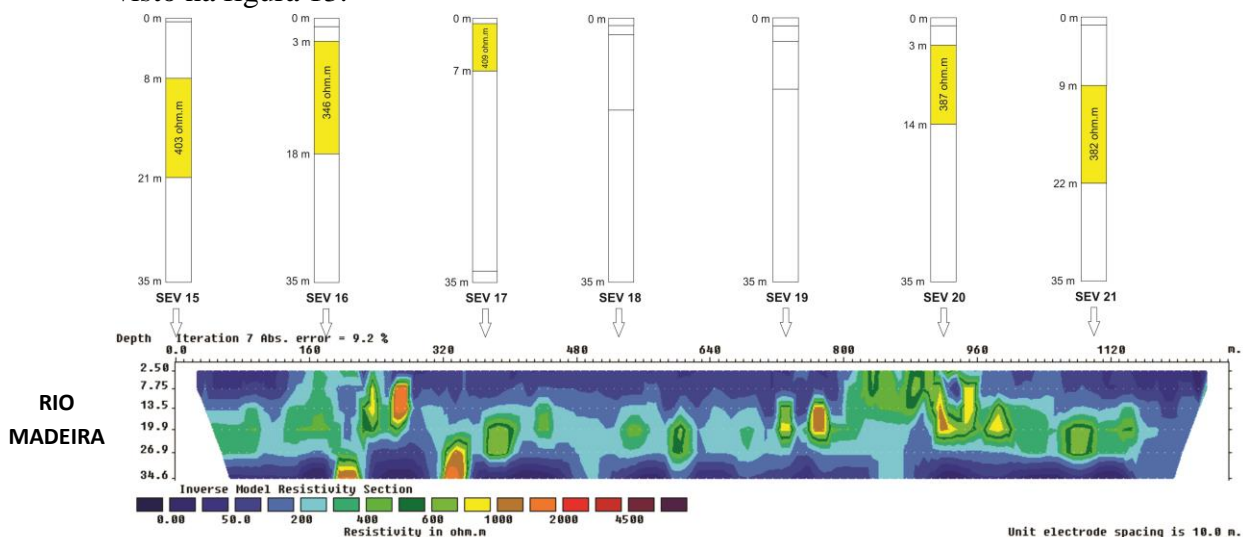 visto na figura 13.
0 m 0 m 0 m 0 m 0 m 0 m 0 m
3 m 3 m
8 m 7 m 9 m
403 ohm.m 346 ohm.m 409 ohm.m 387 ohm.m 382 ohm.m
14 m
18 m
21 m 22 m
35 m 35 m 35 m 35 m 35 m 35 m 35 m
SEV 15 SEV 16 SEV 17 SEV 18 SEV 19 SEV 20 SEV 21
Depth Iteration 7 Abs. error = 9.2 %
0.0 160 320 480 640 800 960 1120 m.
2.50
7.75
13.5
19.9
26.9
34.6
RIO
MADEIRA
Inverse Model Resistivity Section
0.00 50.0 200 400 600 1000 2000 4500
Resistivity in ohm.m
Unit electrode spacing is 10.0 m.